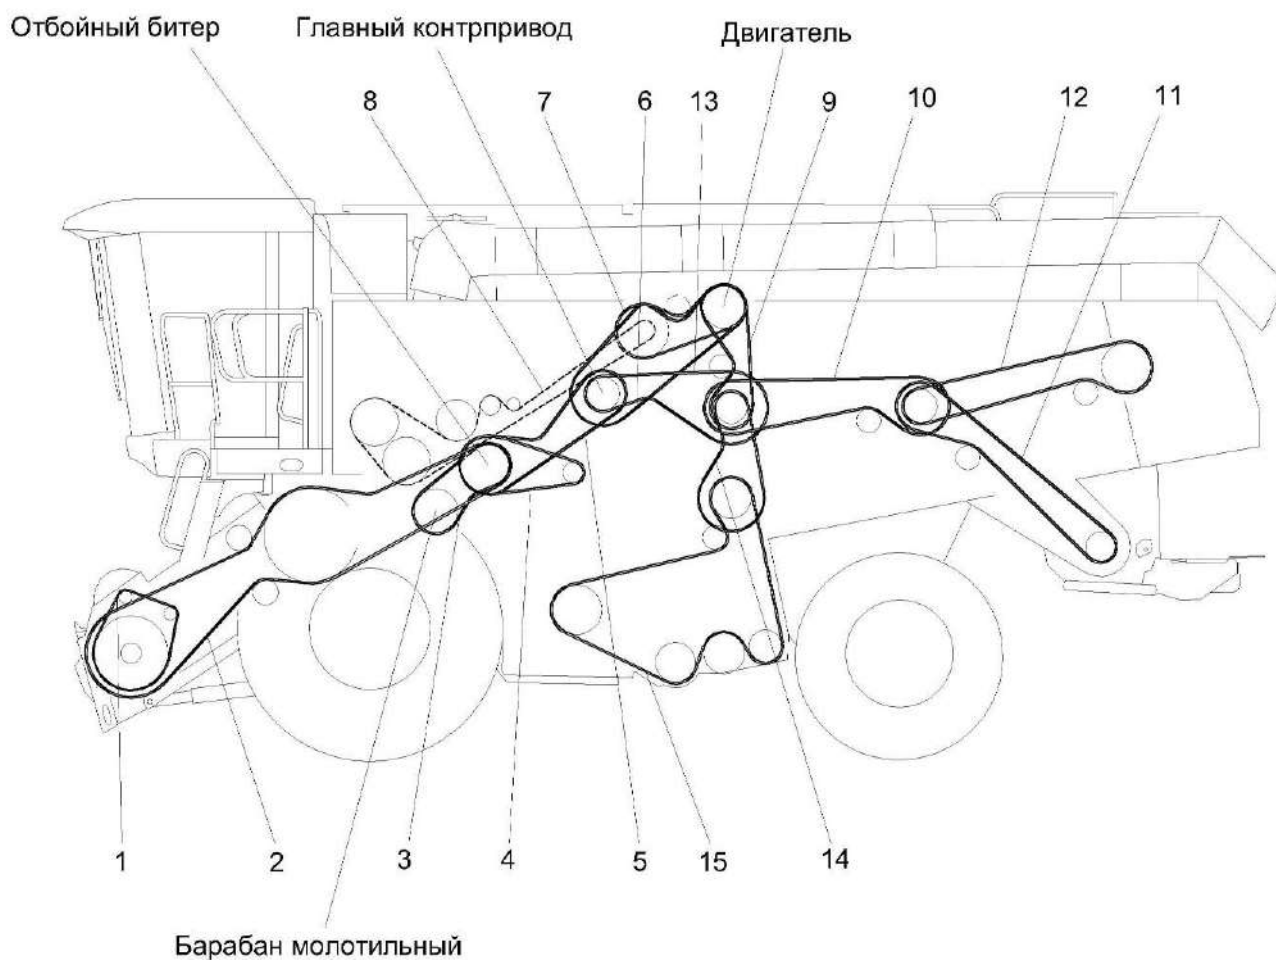 Отбойный битер Главный контрпривод Двигатель
8 7 6 13 9 10 12 11
1 2 3 4 5 15 14
Барабан молотильный